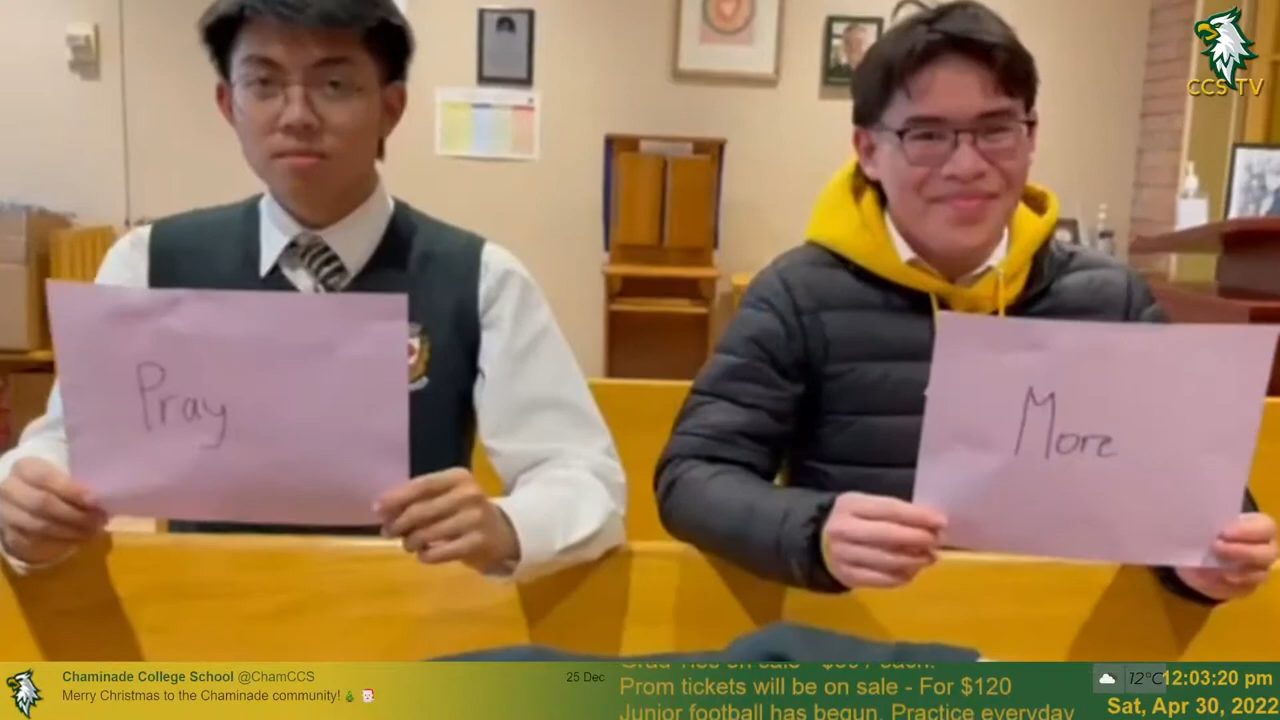 CCS TV
Pray
More
Chaminade College School @ChamCCS
25 Dec
Merry Christmas to the Chaminade community!
Prom tickets will be on sale - For $120
Junior football has begun. Practice everyday
12°C
12:03:20 pm
Sat, Apr 30, 2022